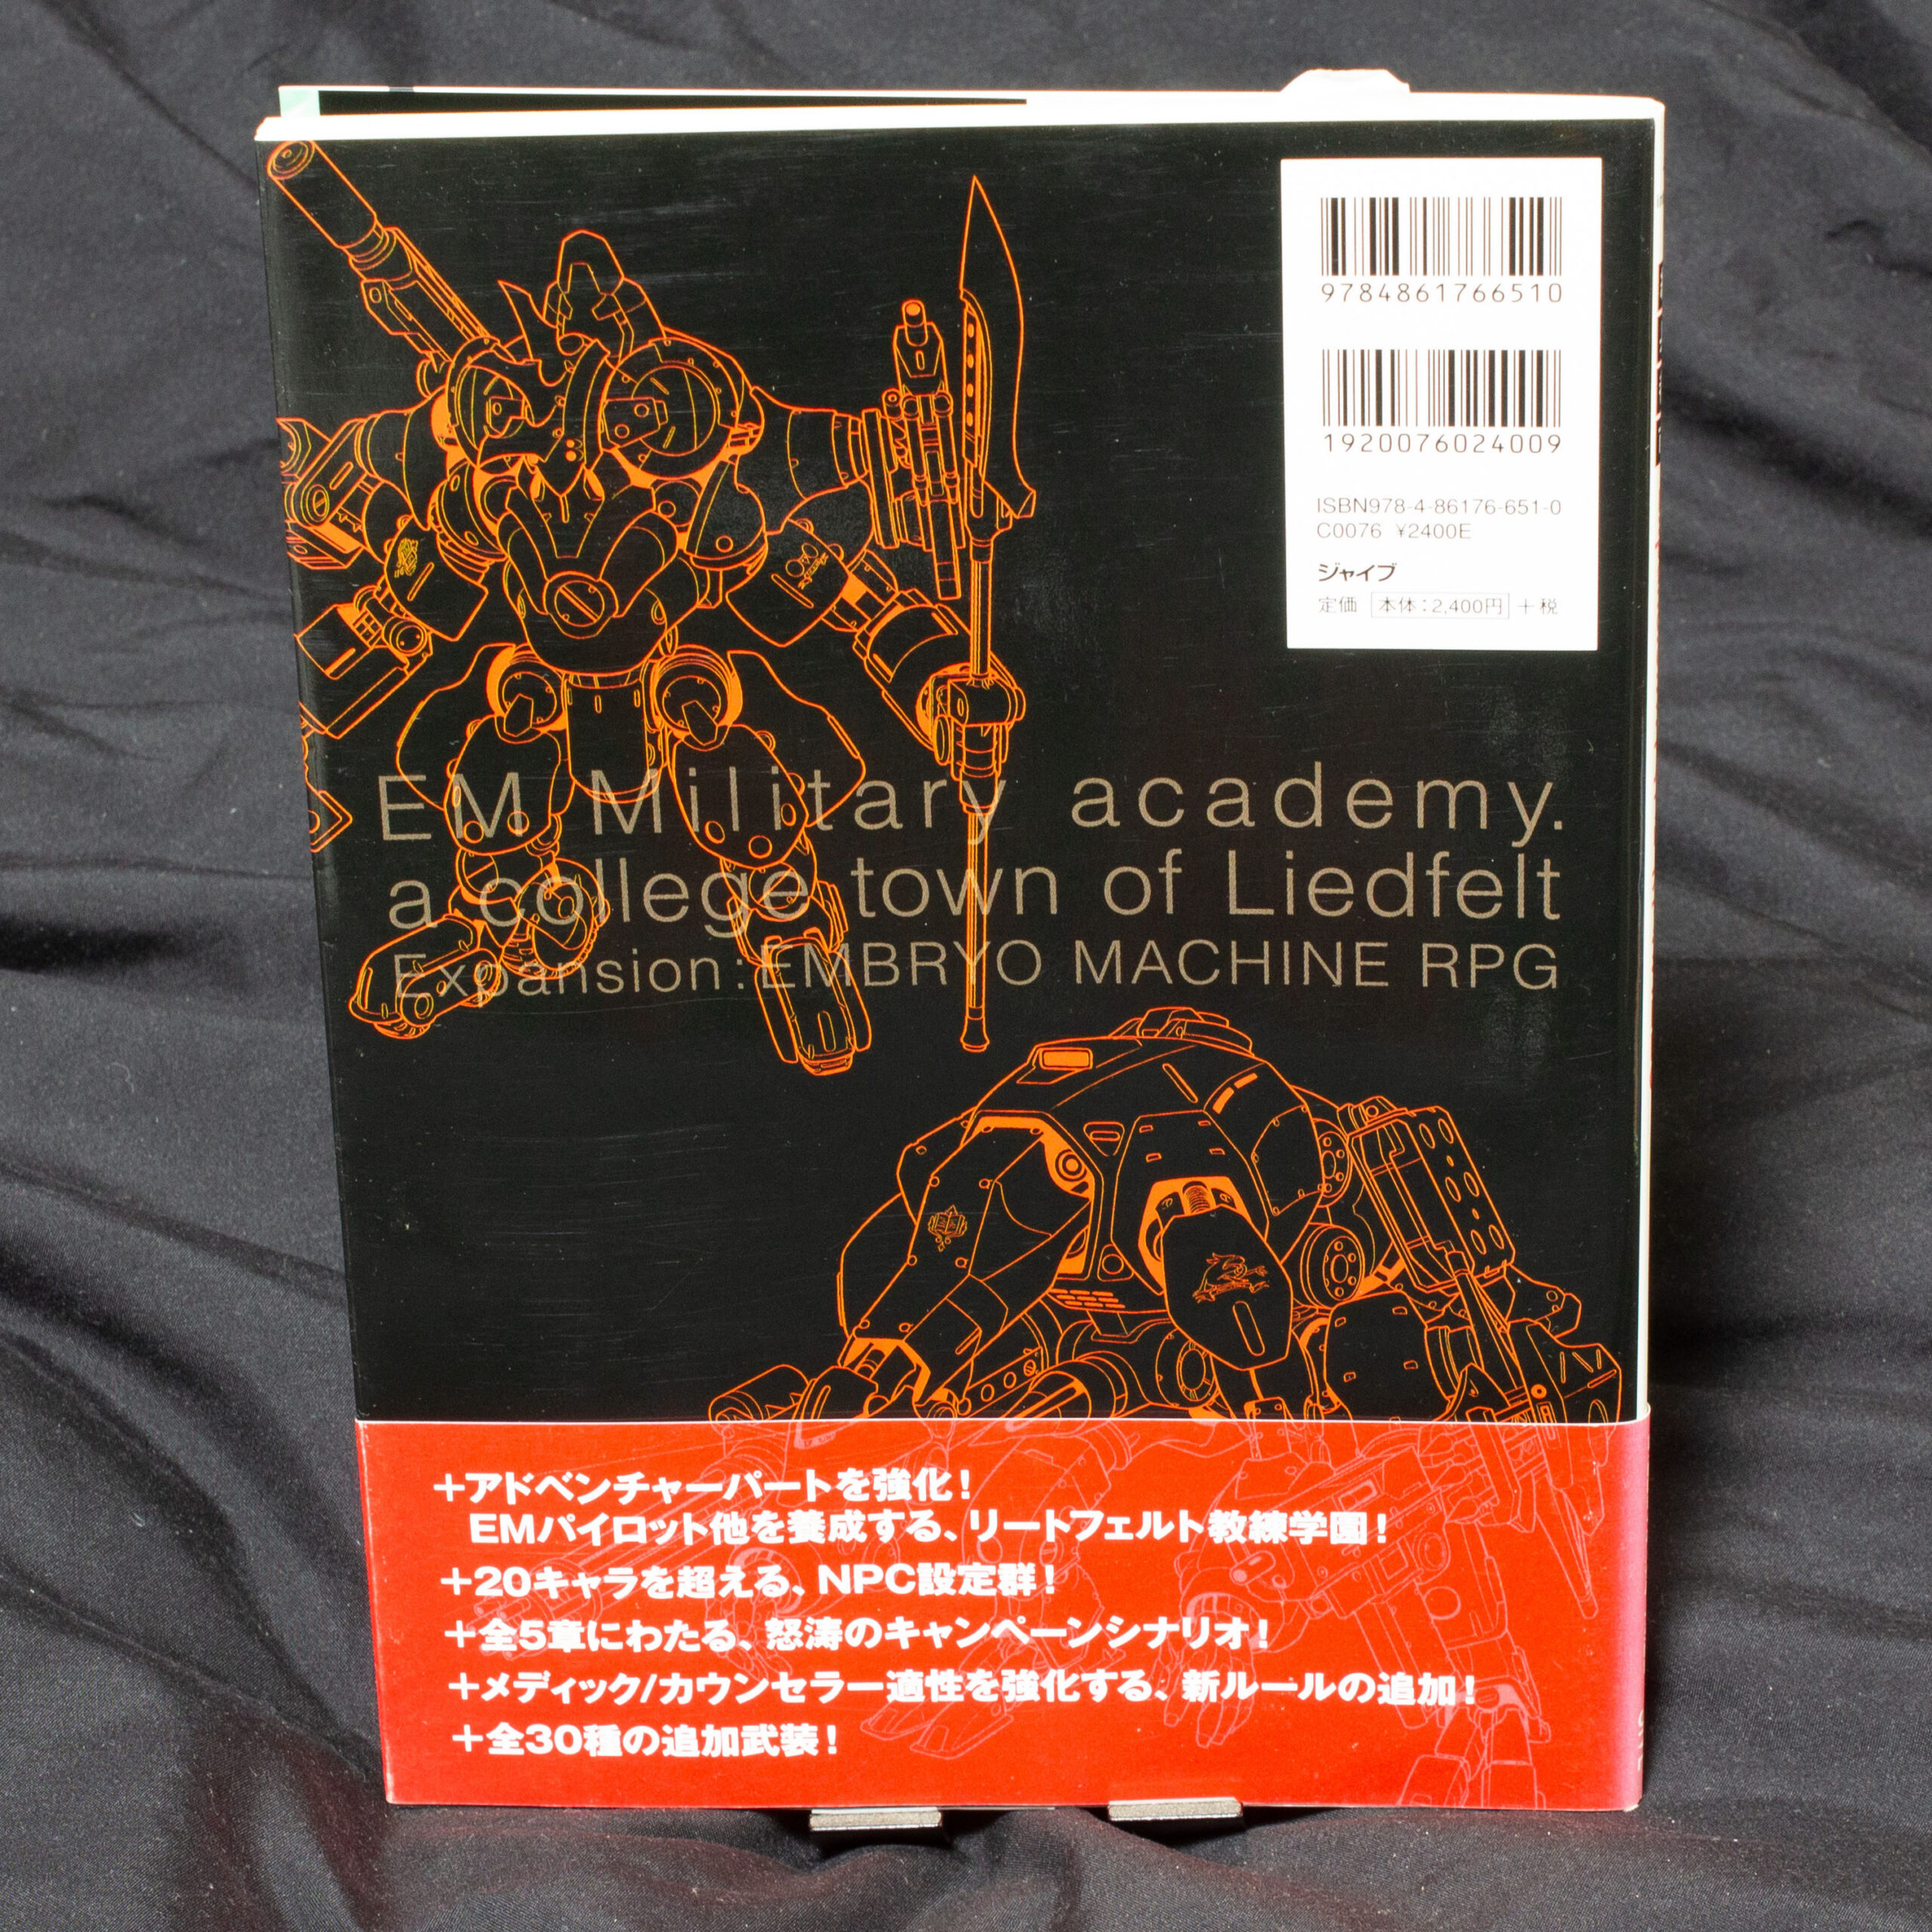 9784861766510
1920076024009
ISBN978-4-86176-651-0
C0076 ¥2400E
ジャイブ
定価 本体:2,400円 +税
EM Military academy.
a college town of Liedfelt
Expansion:EMBRYO MACHINE RPG
+アドベンチャーパートを強化!
EMパイロット他を養成する、リートフェルト教練学園!
+20キャラを超える、NPC設定群!
+全5章にわたる、怒涛のキャンペーンシナリオ!
+メディック/カウンセラー適性を強化する、新ルールの追加!
+全30種の追加武装!